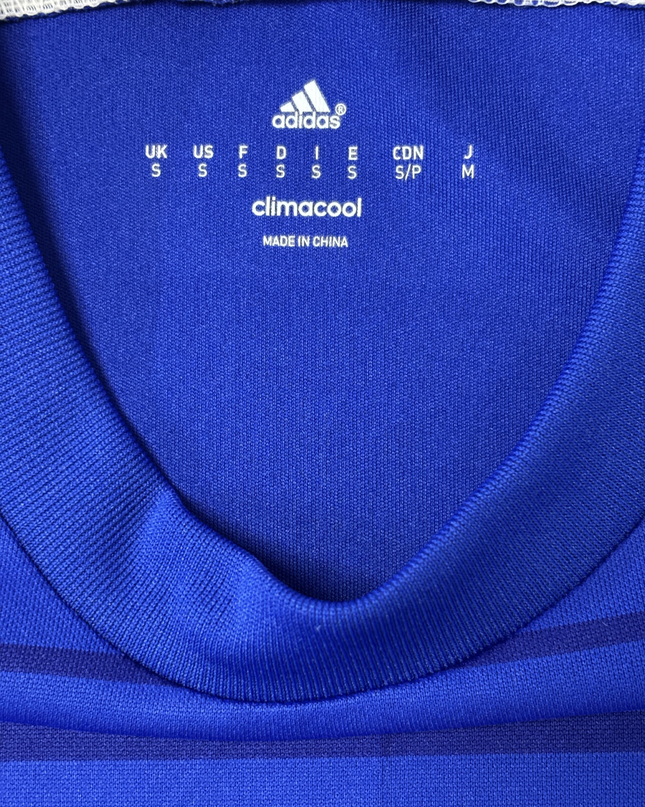 adidas®
UK US F D I E CDN J
S S S S S S S/P M
climacool
MADE IN CHINA